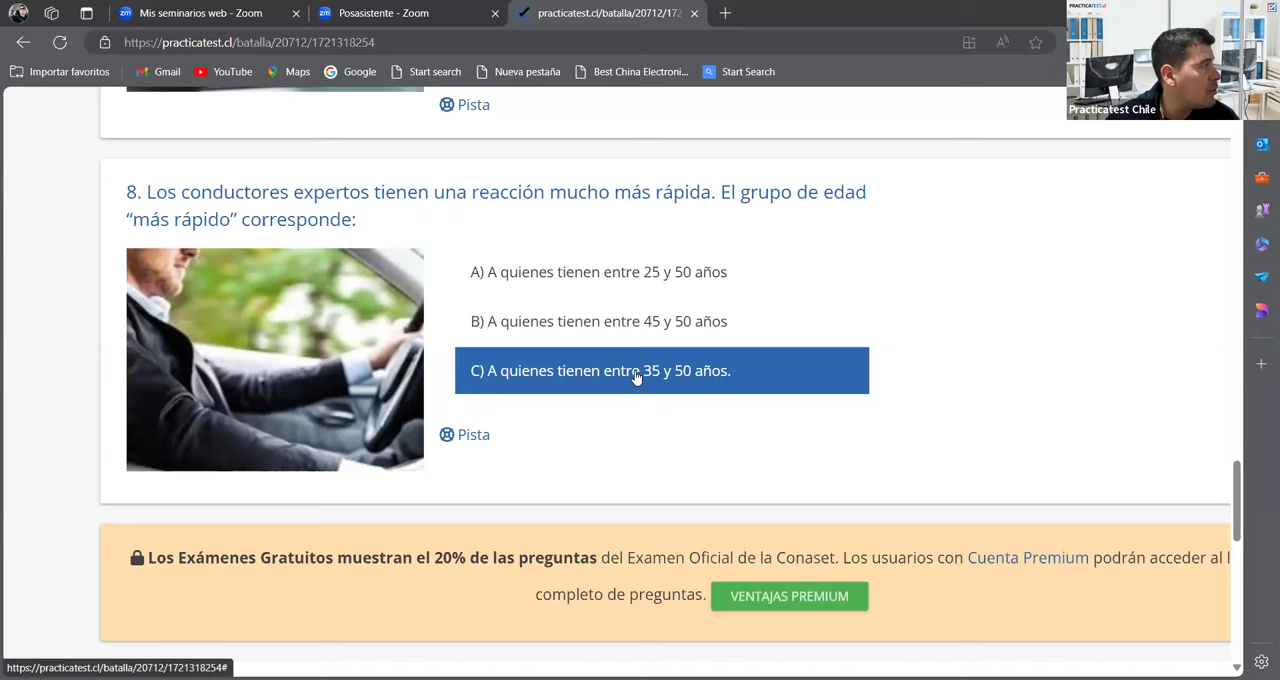 Mis seminarios web - Zoom
Posasistente - Zoom
practicatest.cl/batalla/20712/172
https://practicatest.cl/batalla/20712/1721318254
Importar favoritos
Gmail
YouTube
Maps
Google
Start search
Nueva pestaña
Best China Electroni...
Start Search
PRACTICATEST.cl
Practicatest Chile
Pista
8. Los conductores expertos tienen una reacción mucho más rápida. El grupo de edad
“más rápido” corresponde:
A) A quienes tienen entre 25 y 50 años
B) A quienes tienen entre 45 y 50 años
C) A quienes tienen entre 35 y 50 años.
Pista
Los Exámenes Gratuitos muestran el 20% de las preguntas del Examen Oficial de la Conaset. Los usuarios con Cuenta Premium podrán acceder al l
completo de preguntas. VENTAJAS PREMIUM
https://practicatest.cl/batalla/20712/1721318254#